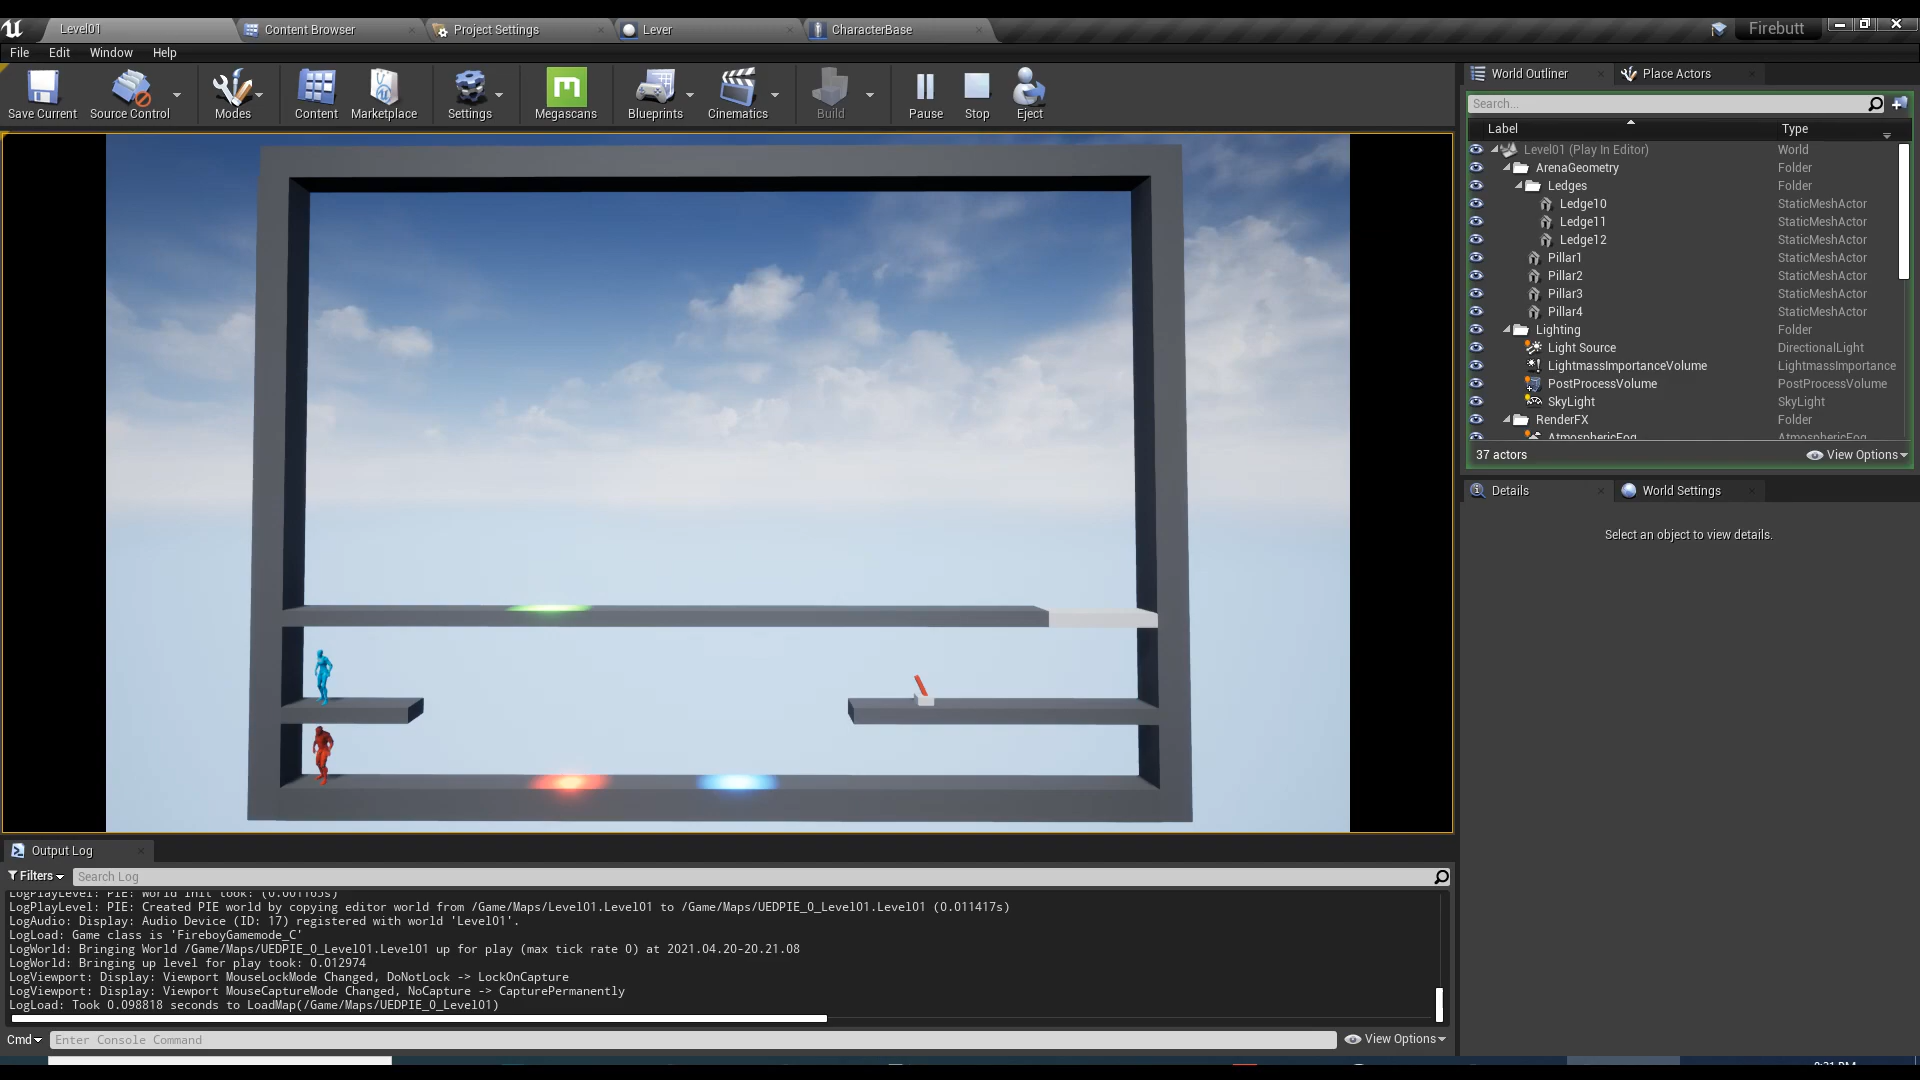 Level01
Content Browser
Project Settings
Lever
CharacterBase
Firebutt
File Edit Window Help
Save Current
Source Control
Modes
Content
Marketplace
Settings
Megascans
Blueprints
Cinematics
Build
Pause
Stop
Eject
World Outliner
Place Actors
Search...
Label Type
Level01 (Play In Editor) World
ArenaGeometry Folder
Ledges Folder
Ledge10 StaticMeshActor
Ledge11 StaticMeshActor
Ledge12 StaticMeshActor
Pillar1 StaticMeshActor
Pillar2 StaticMeshActor
Pillar3 StaticMeshActor
Pillar4 StaticMeshActor
Lighting Folder
Light Source DirectionalLight
LightmassImportanceVolume LightmassImportance
PostProcessVolume PostProcessVolume
SkyLight SkyLight
RenderFX Folder
AtmosphericFog AtmosphericFog
37 actors
View Options
Details
World Settings
Select an object to view details.
Output Log
Filters
Search Log
LogPlayLevel: PIE: World Init took: (0.001165s)
LogPlayLevel: PIE: Created PIE world by copying editor world from /Game/Maps/Level01.Level01 to /Game/Maps/UEDPIE_0_Level01.Level01 (0.011417s)
LogAudio: Display: Audio Device (ID: 17) registered with world 'Level01'.
LogLoad: Game class is 'FireboyGamemode_C'
LogWorld: Bringing World /Game/Maps/UEDPIE_0_Level01.Level01 up for play (max tick rate 0) at 2021.04.20-20.21.08
LogWorld: Bringing up level for play took: 0.012974
LogViewport: Display: Viewport MouseLockMode Changed, DoNotLock -> LockOnCapture
LogViewport: Display: Viewport MouseCaptureMode Changed, NoCapture -> CapturePermanently
LogLoad: Took 0.098818 seconds to LoadMap(/Game/Maps/UEDPIE_0_Level01)
Cmd
Enter Console Command
View Options